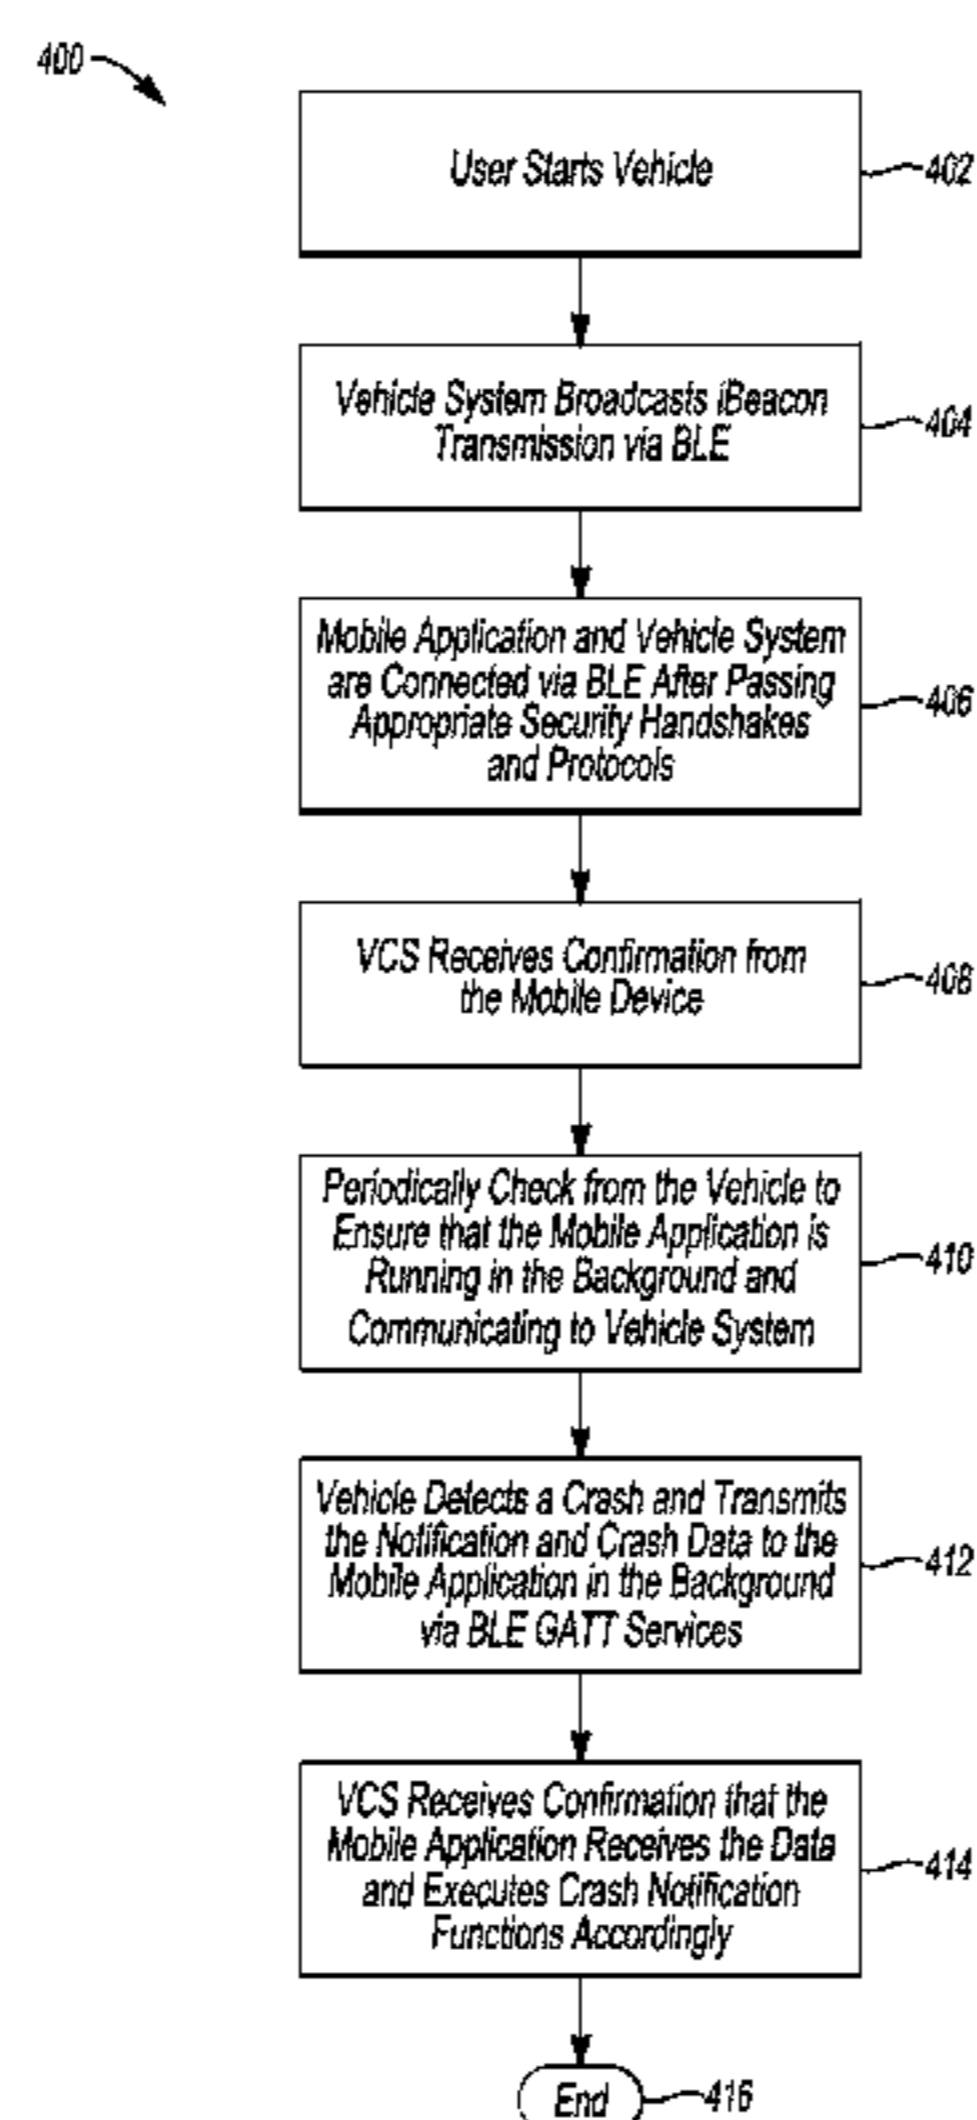 400
User Starts Vehicle
402
Vehicle System Broadcasts iBeacon
Transmission via BLE
404
Mobile Application and Vehicle System
are Connected via BLE After Passing
Appropriate Security Handshakes
and Protocols
406
VCS Receives Confirmation from
the Mobile Device
408
Periodically Check from the Vehicle to
Ensure that the Mobile Application is
Running in the Background and
Communicating to Vehicle System
410
Vehicle Detects a Crash and Transmits
the Notification and Crash Data to the
Mobile Application in the Background
via BLE GATT Services
412
VCS Receives Confirmation that the
Mobile Application Receives the Data
and Executes Crash Notification
Functions Accordingly
414
End
416